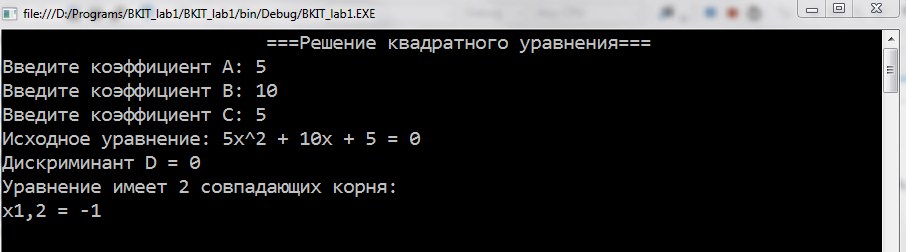 file:///D:/Programs/BKIT_lab1/BKIT_lab1/bin/Debug/BKIT_lab1.EXE
===Решение квадратного уравнения===
Введите коэффициент A: 5
Введите коэффициент B: 10
Введите коэффициент C: 5
Исходное уравнение: 5x^2 + 10x + 5 = 0
Дискриминант D = 0
Уравнение имеет 2 совпадающих корня:
x1,2 = -1